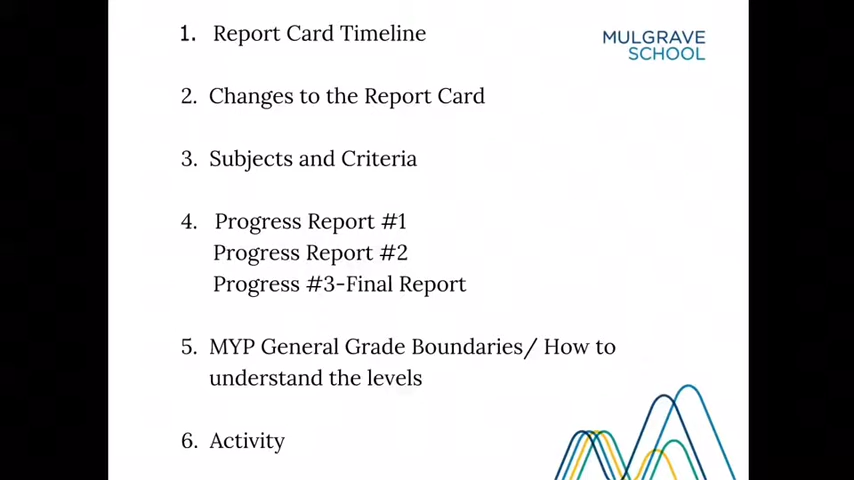 1. Report Card Timeline
MULGRAVE
SCHOOL
2. Changes to the Report Card
3. Subjects and Criteria
4. Progress Report #1
Progress Report #2
Progress #3-Final Report
5. MYP General Grade Boundaries/ How to
understand the levels
6. Activity